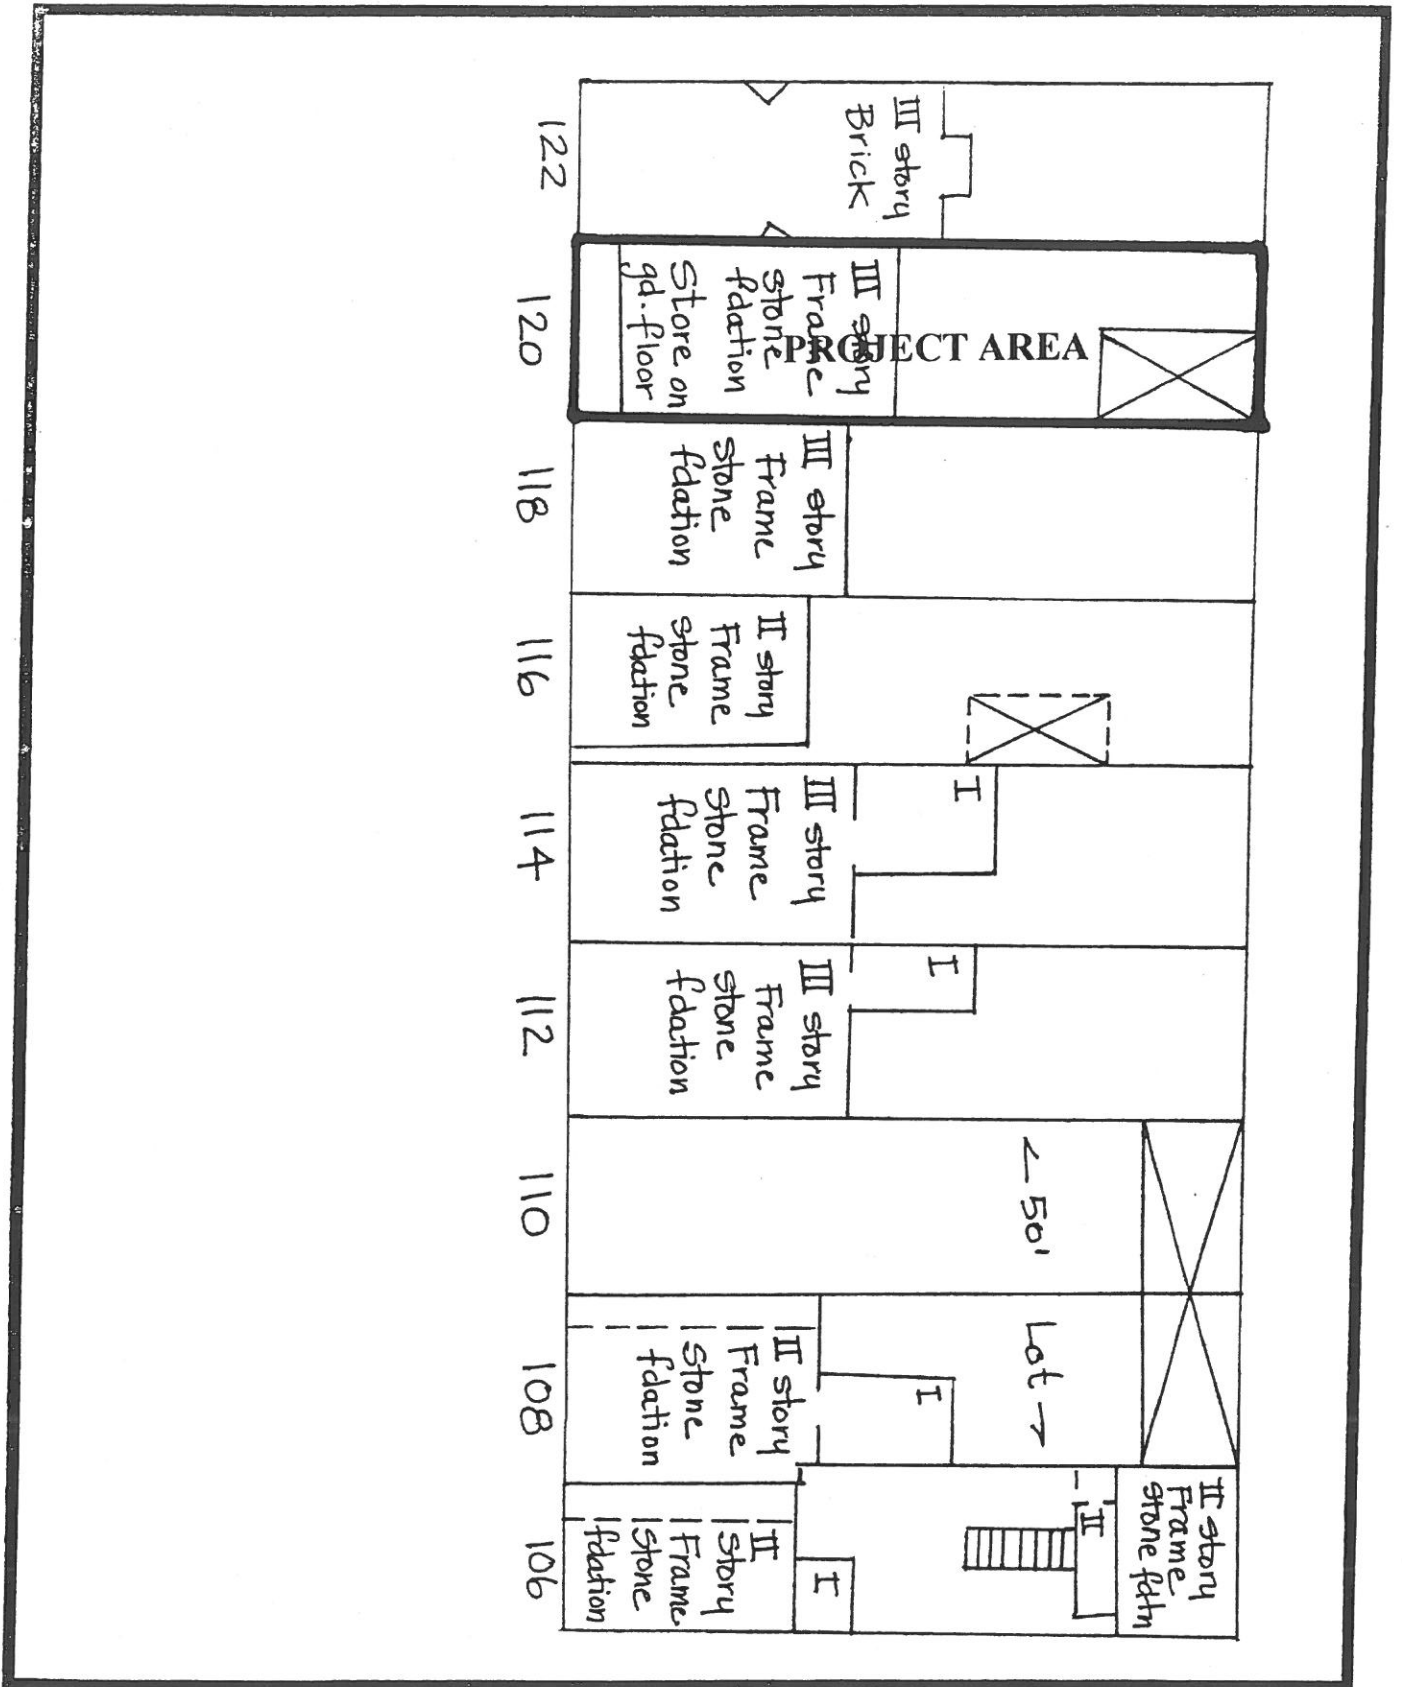 122
III story
Brick
120
III story
Frame
stone
fdation
Store on
gd. floor
PROJECT AREA
118
III story
Frame
stone
fdation
116
II story
Frame
stone
fdation
114
III story
Frame
stone
fdation
I
112
III story
Frame
stone
fdation
I
110
←50'
108
Lot→
II story
Frame
stone
fdation
I
106
II
story
Frame
stone
fdation
I
II
II story
Frame
stone fdtn